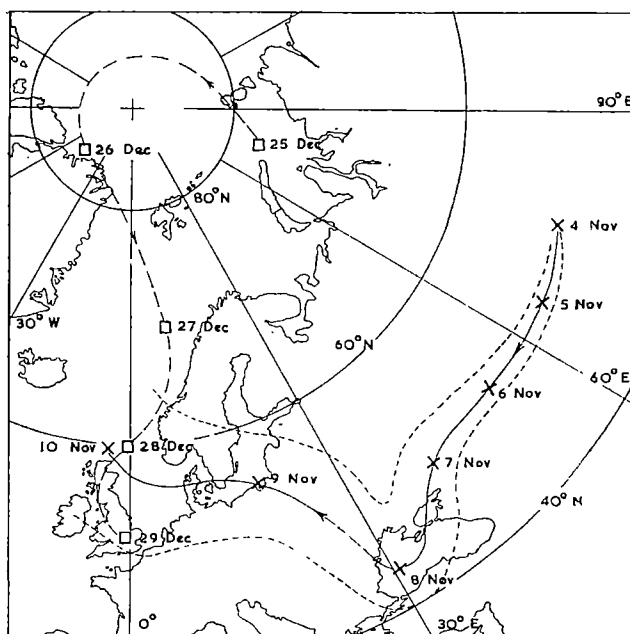 90°E
26 Dec
25 Dec
80°N
4 Nov
5 Nov
30°W
27 Dec
60°N
60°E
6 Nov
10 Nov
28 Dec
7 Nov
9 Nov
40°N
29 Dec
8 Nov
0°
30°E